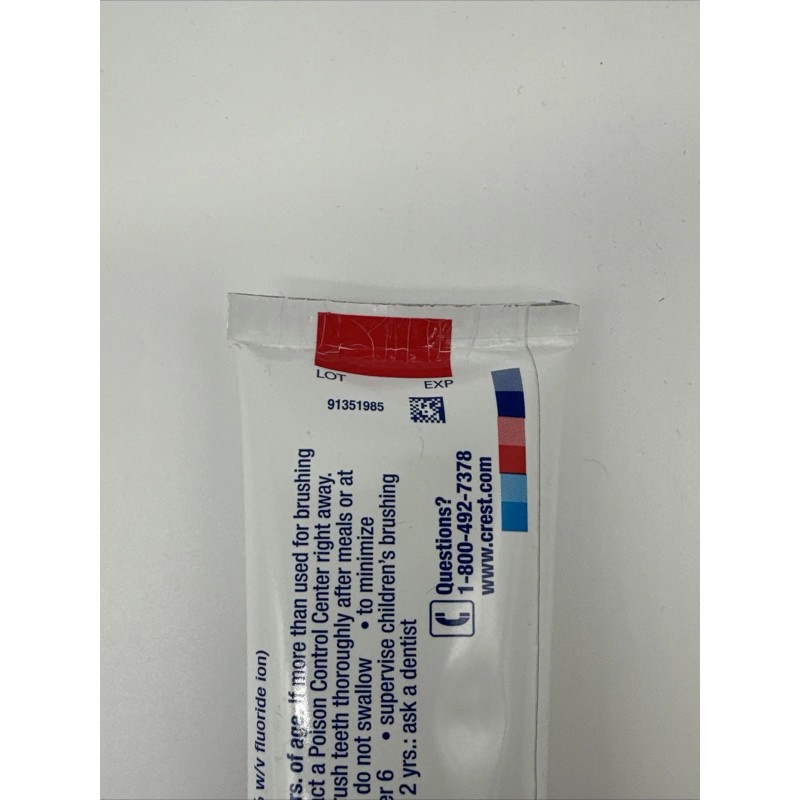 LOT
EXP
91351985
w/v fluoride ion)
rs. of age. If more than used for brushing
ct a Poison Control Center right away.
ush teeth thoroughly after meals or at
do not swallow • to minimize
er 6 • supervise children's brushing
2 yrs.: ask a dentist
Questions?
1-800-492-7378
www.crest.com